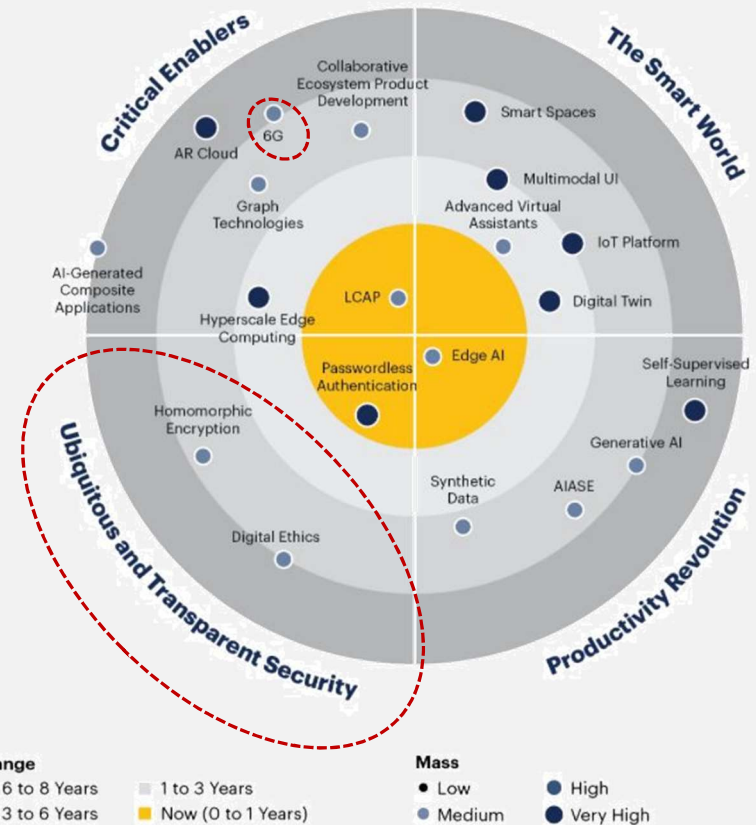 Critical Enablers
The Smart World
Collaborative
Ecosystem Product
Development
6G
AR Cloud
Graph
Technologies
AI-Generated
Composite
Applications
Hyperscale Edge
Computing
LCAP
Smart Spaces
Multimodal UI
Advanced Virtual
Assistants
IoT Platform
Digital Twin
Passwordless
Authentication
Edge AI
Homomorphic
Encryption
Digital Ethics
Ubiquitous and Transparent Security
Self-Supervised
Learning
Generative AI
AIASE
Synthetic
Data
Productivity Revolution
nge
6 to 8 Years
3 to 6 Years
1 to 3 Years
Now (0 to 1 Years)
Mass
Low
Medium
High
Very High